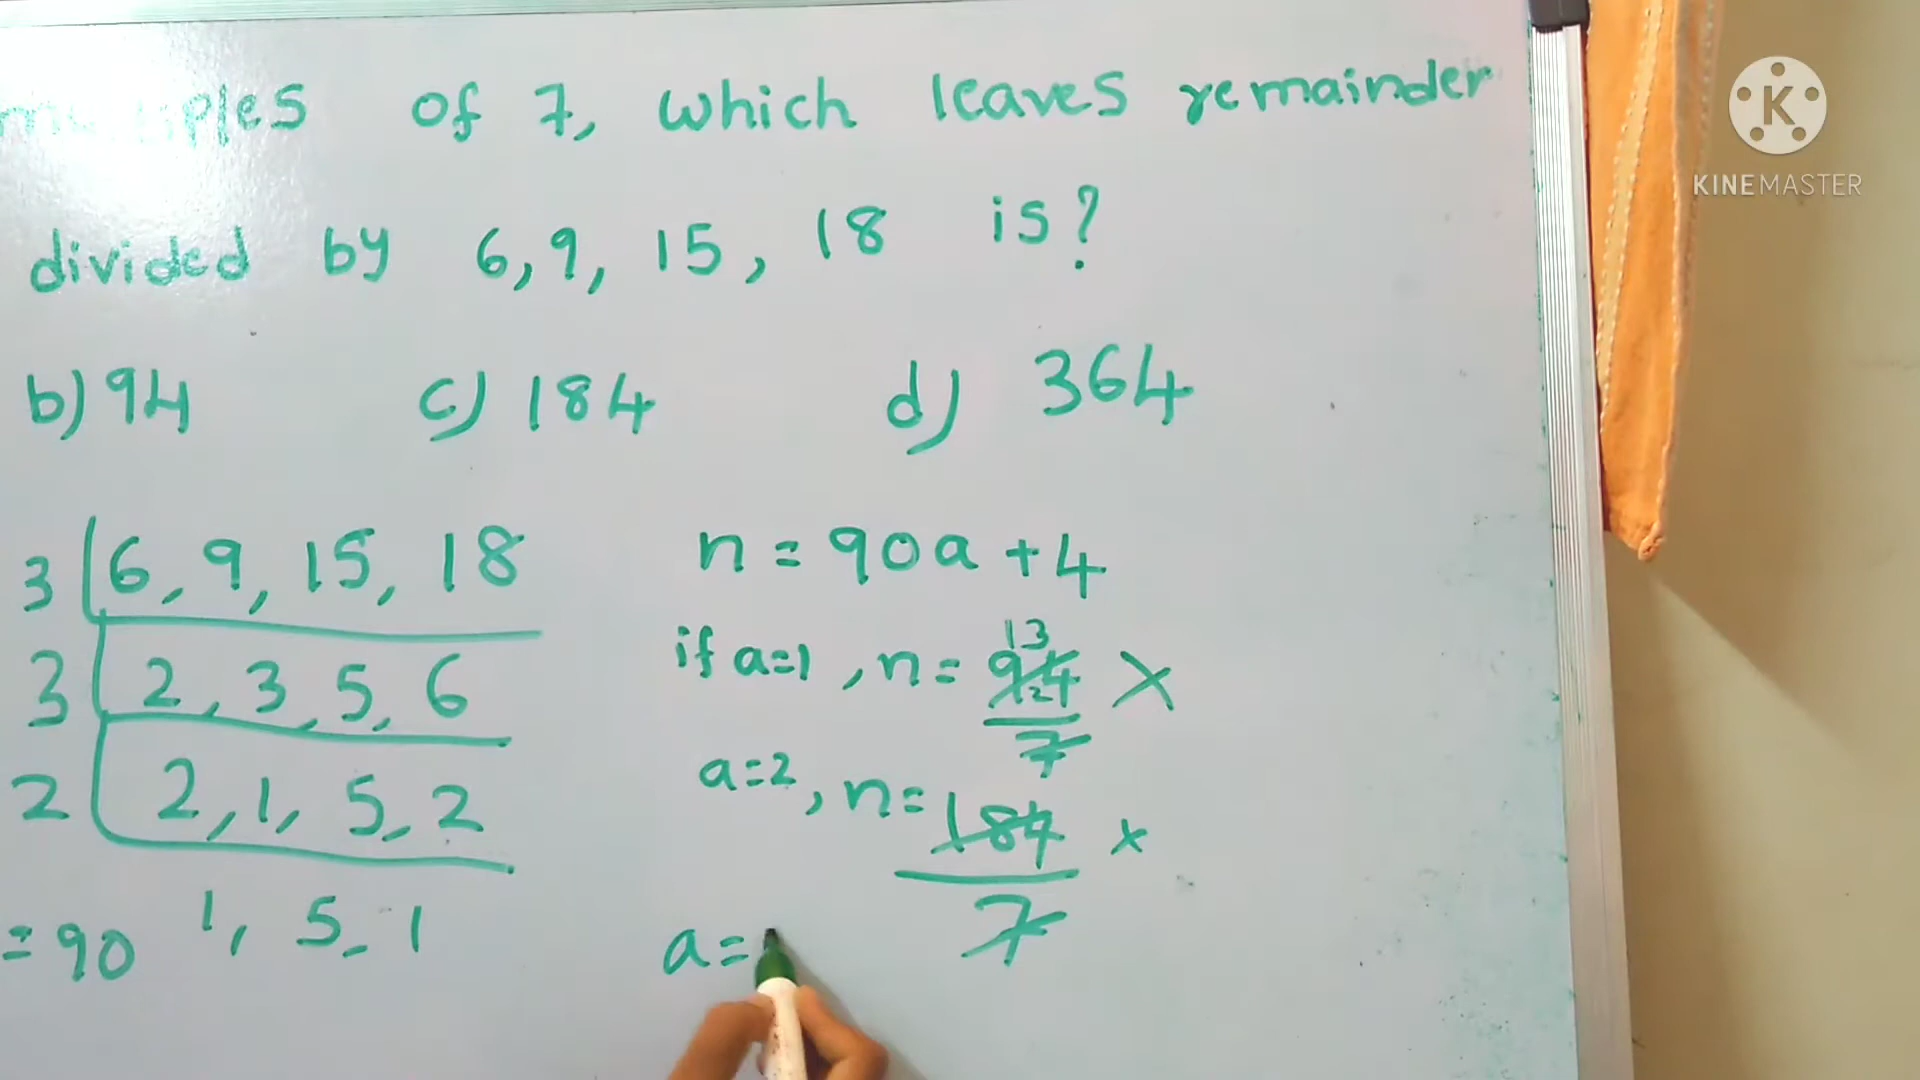 multiples of 7, which leaves remainder
divided by 6, 9, 15, 18 is?
b) 94 c) 184 d) 364
3 6, 9, 15, 18
3 2, 3, 5, 6
2 2, 1, 5, 2
= 90 1, 5, 1
n = 90a + 4
13
if a=1, n = 94 X
2
7
a=2, n = 184 x
7
a=
K
KINEMASTER